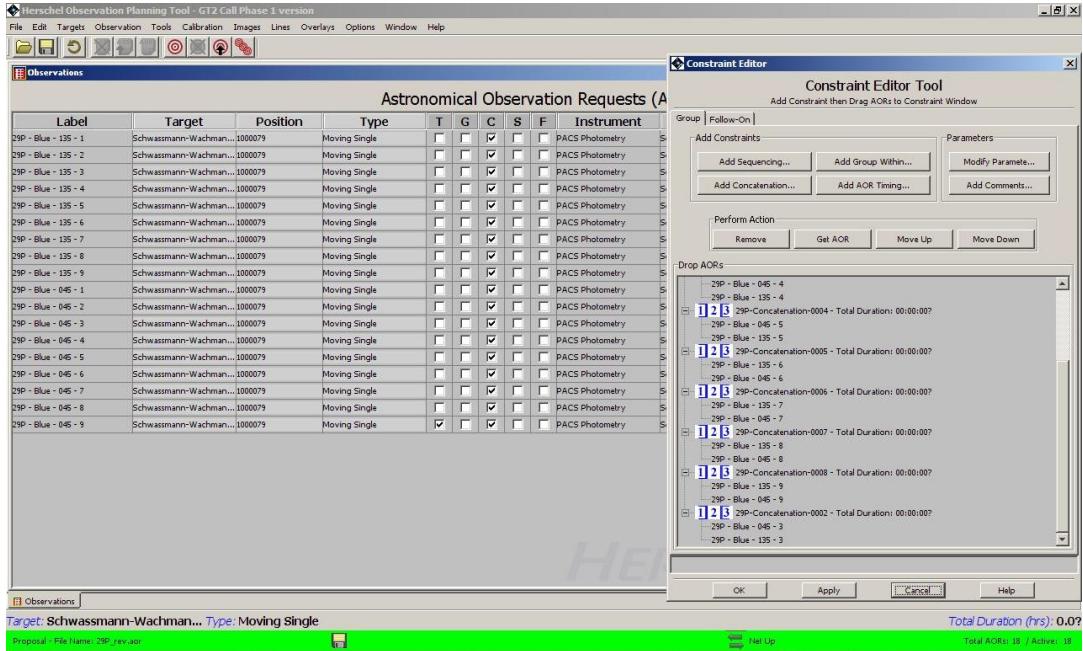 Herschel Observation Planning Tool - GT2 Call Phase 1 version
File Edit Targets Observation Tools Calibration Images Lines Overlays Options Window Help
Observations
Astronomical Observation Requests (A
Label Target Position Type T G C S F Instrument
29P - Blue - 135 - 1 Schwassmann-Wachman... 1000079 Moving Single PACS Photometry
29P - Blue - 135 - 2 Schwassmann-Wachman... 1000079 Moving Single PACS Photometry
29P - Blue - 135 - 3 Schwassmann-Wachman... 1000079 Moving Single PACS Photometry
29P - Blue - 135 - 4 Schwassmann-Wachman... 1000079 Moving Single PACS Photometry
29P - Blue - 135 - 5 Schwassmann-Wachman... 1000079 Moving Single PACS Photometry
29P - Blue - 135 - 6 Schwassmann-Wachman... 1000079 Moving Single PACS Photometry
29P - Blue - 135 - 7 Schwassmann-Wachman... 1000079 Moving Single PACS Photometry
29P - Blue - 135 - 8 Schwassmann-Wachman... 1000079 Moving Single PACS Photometry
29P - Blue - 135 - 9 Schwassmann-Wachman... 1000079 Moving Single PACS Photometry
29P - Blue - 045 - 1 Schwassmann-Wachman... 1000079 Moving Single PACS Photometry
29P - Blue - 045 - 2 Schwassmann-Wachman... 1000079 Moving Single PACS Photometry
29P - Blue - 045 - 3 Schwassmann-Wachman... 1000079 Moving Single PACS Photometry
29P - Blue - 045 - 4 Schwassmann-Wachman... 1000079 Moving Single PACS Photometry
29P - Blue - 045 - 5 Schwassmann-Wachman... 1000079 Moving Single PACS Photometry
29P - Blue - 045 - 6 Schwassmann-Wachman... 1000079 Moving Single PACS Photometry
29P - Blue - 045 - 7 Schwassmann-Wachman... 1000079 Moving Single PACS Photometry
29P - Blue - 045 - 8 Schwassmann-Wachman... 1000079 Moving Single PACS Photometry
29P - Blue - 045 - 9 Schwassmann-Wachman... 1000079 Moving Single PACS Photometry
HER
Observations
Constraint Editor
Constraint Editor Tool
Add Constraint then Drag AORs to Constraint Window
Group Follow-On
Add Constraints Parameters
Add Sequencing... Add Group Within... Modify Paramete...
Add Concatenation... Add AOR Timing... Add Comments...
Perform Action
Remove Get AOR Move Up Move Down
Drop AORs
29P - Blue - 045 - 4
29P - Blue - 135 - 4
1 2 3 29P-Concatenation-0004 - Total Duration: 00:00:00?
29P - Blue - 045 - 5
29P - Blue - 135 - 5
1 2 3 29P-Concatenation-0005 - Total Duration: 00:00:00?
29P - Blue - 135 - 6
29P - Blue - 045 - 6
1 2 3 29P-Concatenation-0006 - Total Duration: 00:00:00?
29P - Blue - 135 - 7
29P - Blue - 045 - 7
1 2 3 29P-Concatenation-0007 - Total Duration: 00:00:00?
29P - Blue - 135 - 8
29P - Blue - 045 - 8
1 2 3 29P-Concatenation-0008 - Total Duration: 00:00:00?
29P - Blue - 135 - 9
29P - Blue - 045 - 9
1 2 3 29P-Concatenation-0002 - Total Duration: 00:00:00?
29P - Blue - 045 - 3
29P - Blue - 135 - 3
OK Apply Cancel Help
Target: Schwassmann-Wachman... Type: Moving Single Total Duration (hrs): 0.0?
Proposal - File Name: 29P_rev.aor Net Up Total AORs: 18 / Active: 18